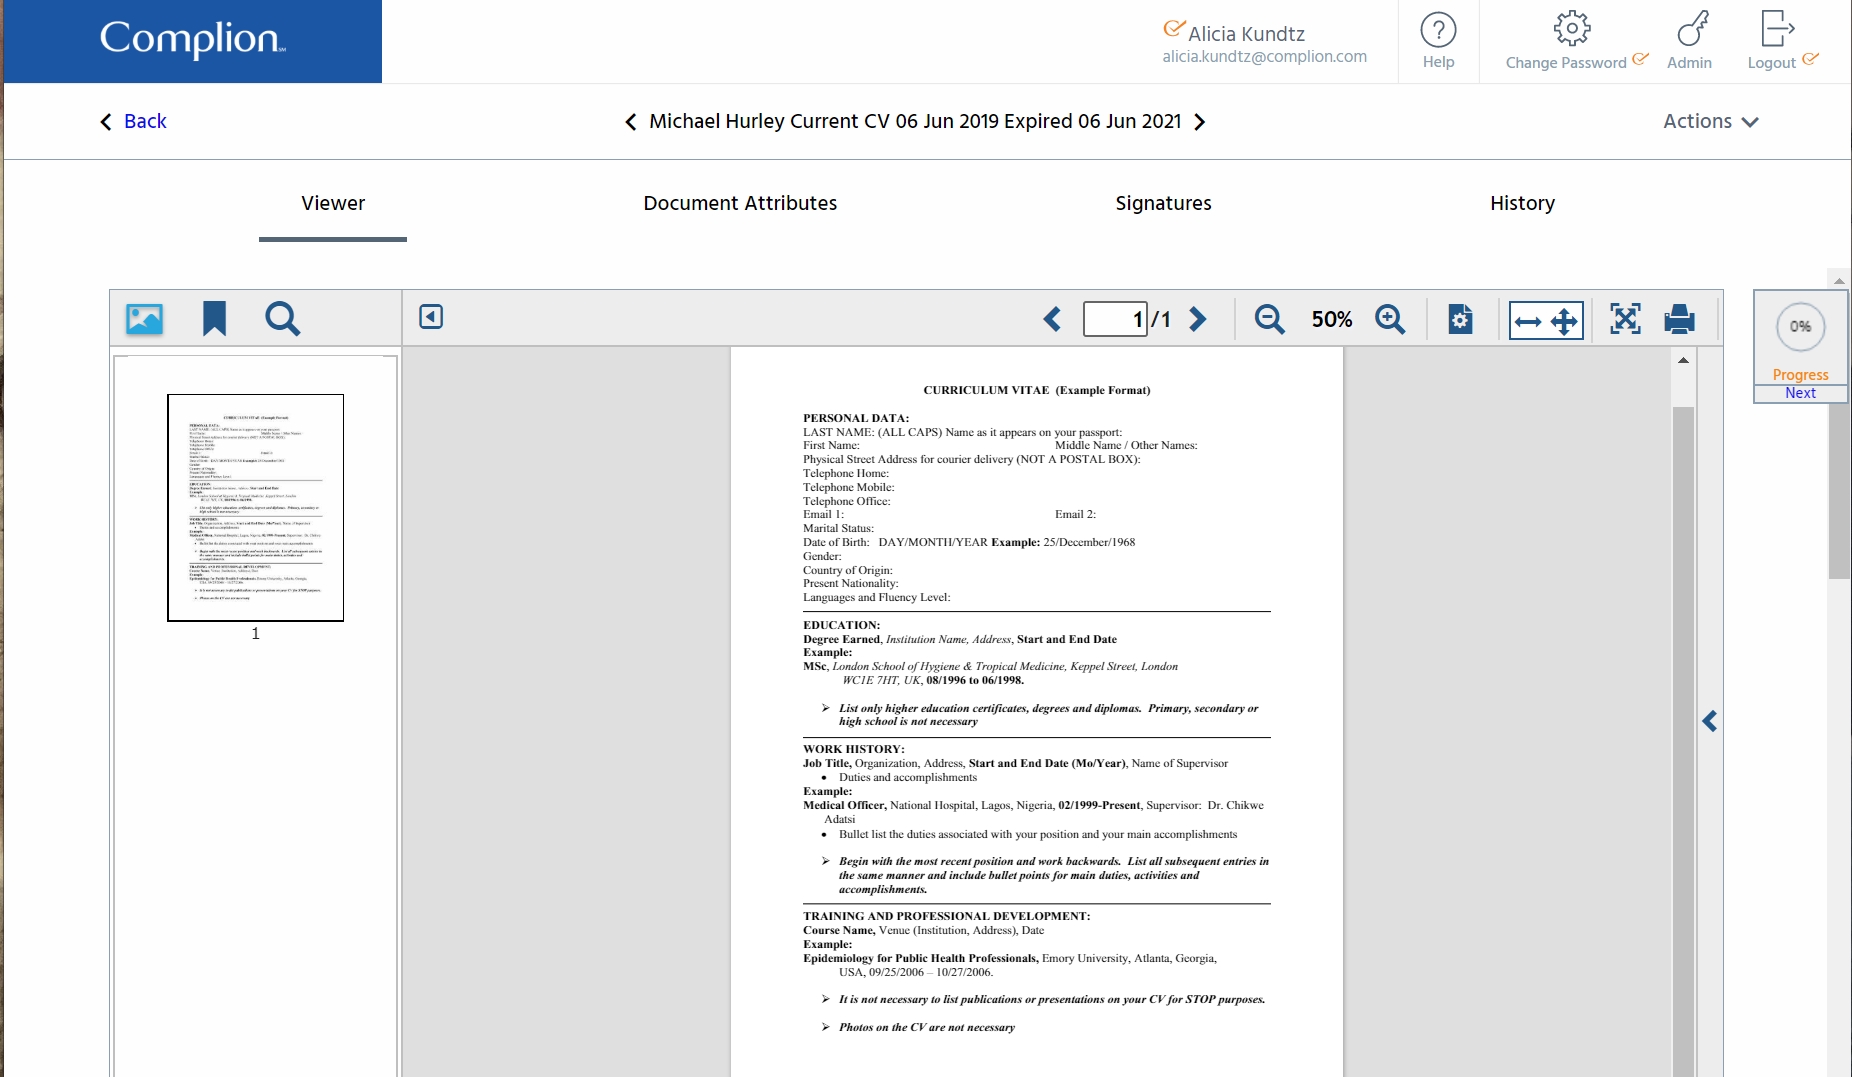 Complion SM
Alicia Kundtz
alicia.kundtz@complion.com
Help
Change Password
Admin
Logout
Back
Michael Hurley Current CV 06 Jun 2019 Expired 06 Jun 2021
Actions
Viewer
Document Attributes
Signatures
History
1 /1
50%
0%
Progress
Next
1
CURRICULUM VITAE (Example Format)
PERSONAL DATA:
LAST NAME: (ALL CAPS) Name as it appears on your passport:
First Name: Middle Name / Other Names:
Physical Street Address for courier delivery (NOT A POSTAL BOX):
Telephone Home:
Telephone Mobile:
Telephone Office:
Email 1: Email 2:
Marital Status:
Date of Birth: DAY/MONTH/YEAR Example: 25/December/1968
Gender:
Country of Origin:
Present Nationality:
Languages and Fluency Level:
EDUCATION:
Degree Earned, Institution Name, Address, Start and End Date
Example:
MSc, London School of Hygiene & Tropical Medicine, Keppel Street, London
WC1E 7HT, UK, 08/1996 to 06/1998.
➢ List only higher education certificates, degrees and diplomas. Primary, secondary or
high school is not necessary
WORK HISTORY:
Job Title, Organization, Address, Start and End Date (Mo/Year), Name of Supervisor
• Duties and accomplishments
Example:
Medical Officer, National Hospital, Lagos, Nigeria, 02/1999-Present, Supervisor: Dr. Chikwe
Adatsi
• Bullet list the duties associated with your position and your main accomplishments
➢ Begin with the most recent position and work backwards. List all subsequent entries in
the same manner and include bullet points for main duties, activities and
accomplishments.
TRAINING AND PROFESSIONAL DEVELOPMENT:
Course Name, Venue (Institution, Address), Date
Example:
Epidemiology for Public Health Professionals, Emory University, Atlanta, Georgia,
USA, 09/25/2006 – 10/27/2006.
➢ It is not necessary to list publications or presentations on your CV for STOP purposes.
➢ Photos on the CV are not necessary